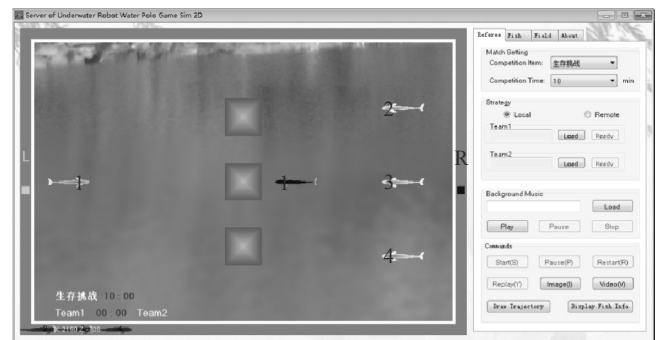 Server of Underwater Robot Water Polo Game Sim 2D
Referee Fish Field About
Match Setting
Competition Item: 生存挑战
Competition Time: 10 min
Strategy
Local Remote
Team1
Load Ready
Team2
Load Ready
Background Music
Load
Play Pause Stop
Commands
Start(S) Pause(P) Restart(R)
Replay(Y) Image(I) Video(V)
Draw Trajectory Display Fish Info
2
L R
1 1 3
4
生存挑战 10 : 00
Team1 00 : 00 Team2